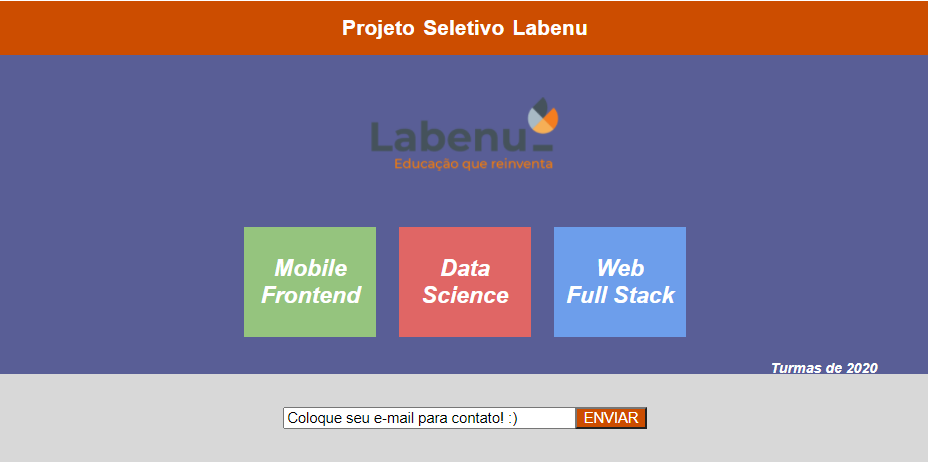 Projeto Seletivo Labenu
Labenu_
Educação que reinventa
Mobile
Frontend
Data
Science
Web
Full Stack
Turmas de 2020
Coloque seu e-mail para contato! :)
ENVIAR